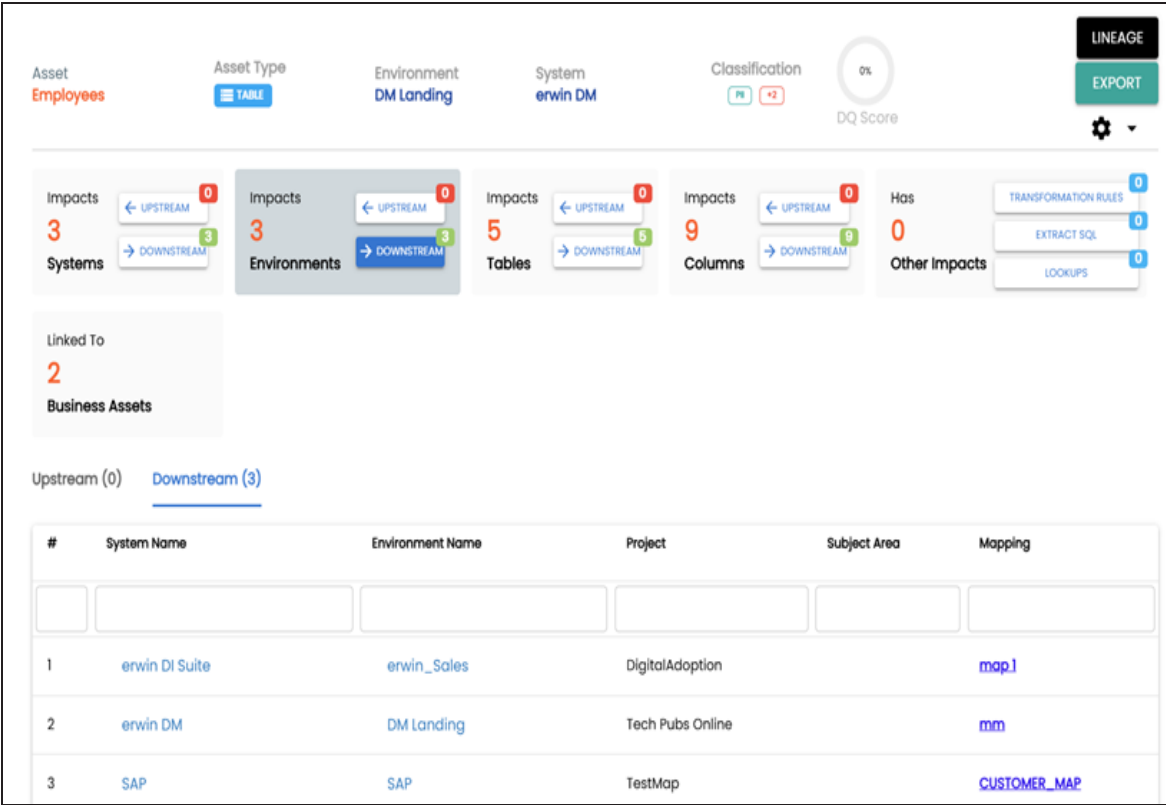 LINEAGE
Asset Asset Type Environment System Classification 0%
Employees TABLE DM Landing erwin DM PII +2 EXPORT
DQ Score
Impacts ← UPSTREAM 0
3 → DOWNSTREAM 3
Systems
Impacts ← UPSTREAM 0
3 → DOWNSTREAM 3
Environments
Impacts ← UPSTREAM 0
5 → DOWNSTREAM 5
Tables
Impacts ← UPSTREAM 0
9 → DOWNSTREAM 9
Columns
Has TRANSFORMATION RULES 0
0 EXTRACT SQL 0
Other Impacts LOOKUPS 0
Linked To
2
Business Assets
Upstream (0) Downstream (3)
# System Name Environment Name Project Subject Area Mapping
1 erwin DI Suite erwin_Sales DigitalAdoption map 1
2 erwin DM DM Landing Tech Pubs Online mm
3 SAP SAP TestMap CUSTOMER_MAP